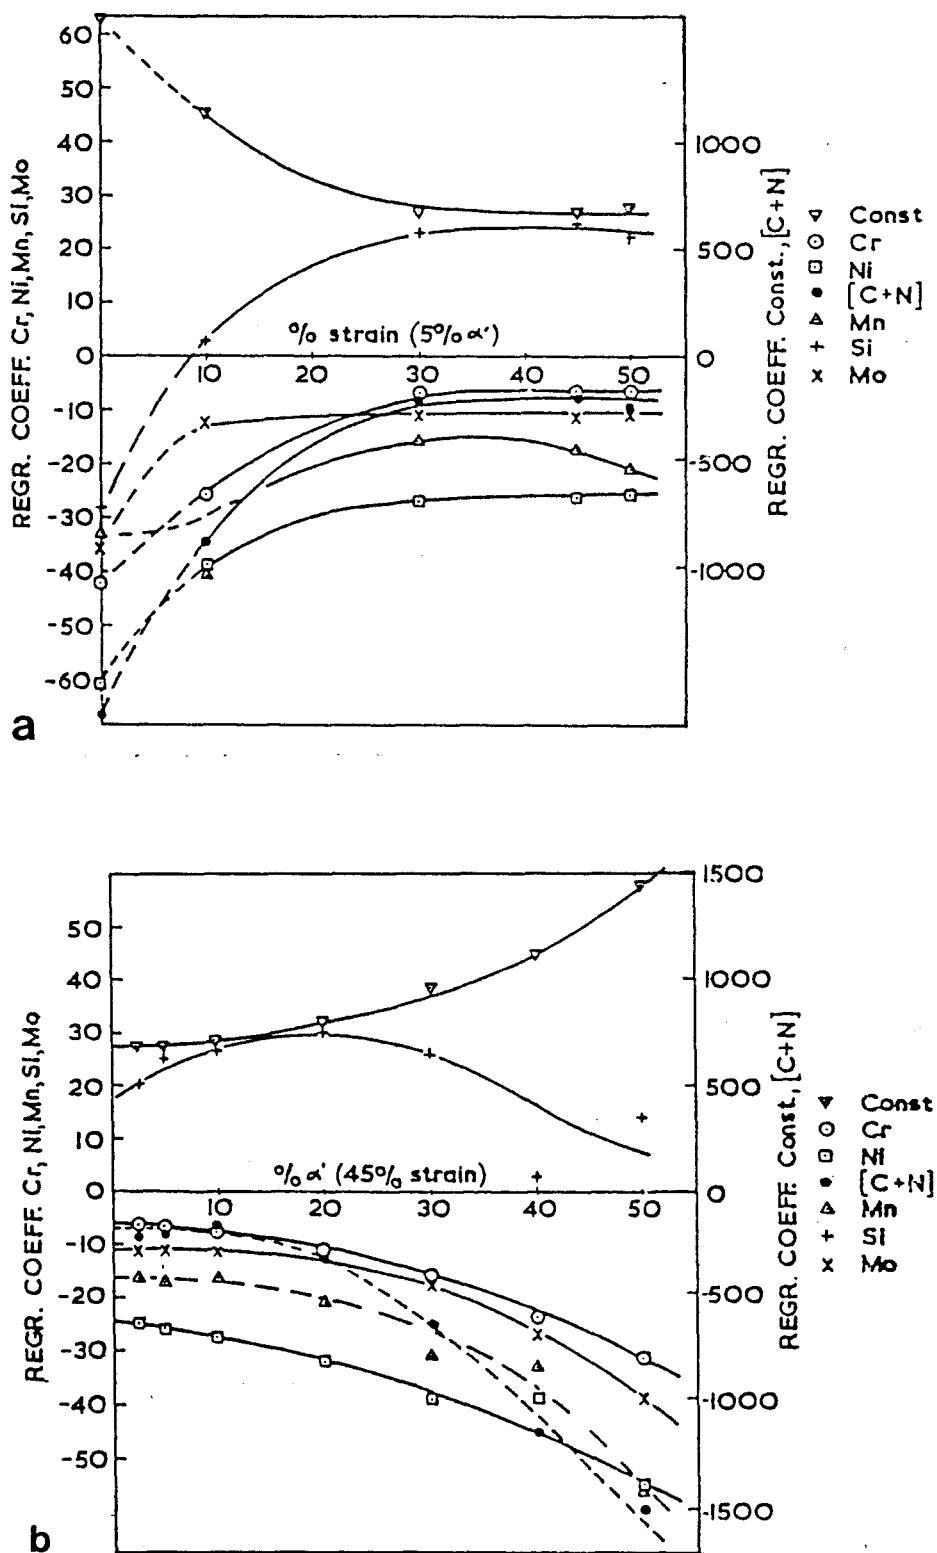 60
50
40
30
20
10
0
-10
-20
-30
-40
-50
-60
REGR. COEFF. Cr, Ni, Mn, Si, Mo
% strain (5% α')
10 20 30 40 50
1000
500
0
-500
-1000
REGR. COEFF. Const., [C+N]
▽ Const
⊙ Cr
⊡ Ni
• [C+N]
△ Mn
+ Si
x Mo
a
50
40
30
20
10
0
-10
-20
-30
-40
-50
REGR. COEFF. Cr, Ni, Mn, Si, Mo
% α' (45% strain)
10 20 30 40 50
1500
1000
500
0
-500
-1000
-1500
REGR. COEFF. Const., [C+N]
▽ Const
⊙ Cr
⊡ Ni
• [C+N]
△ Mn
+ Si
x Mo
b